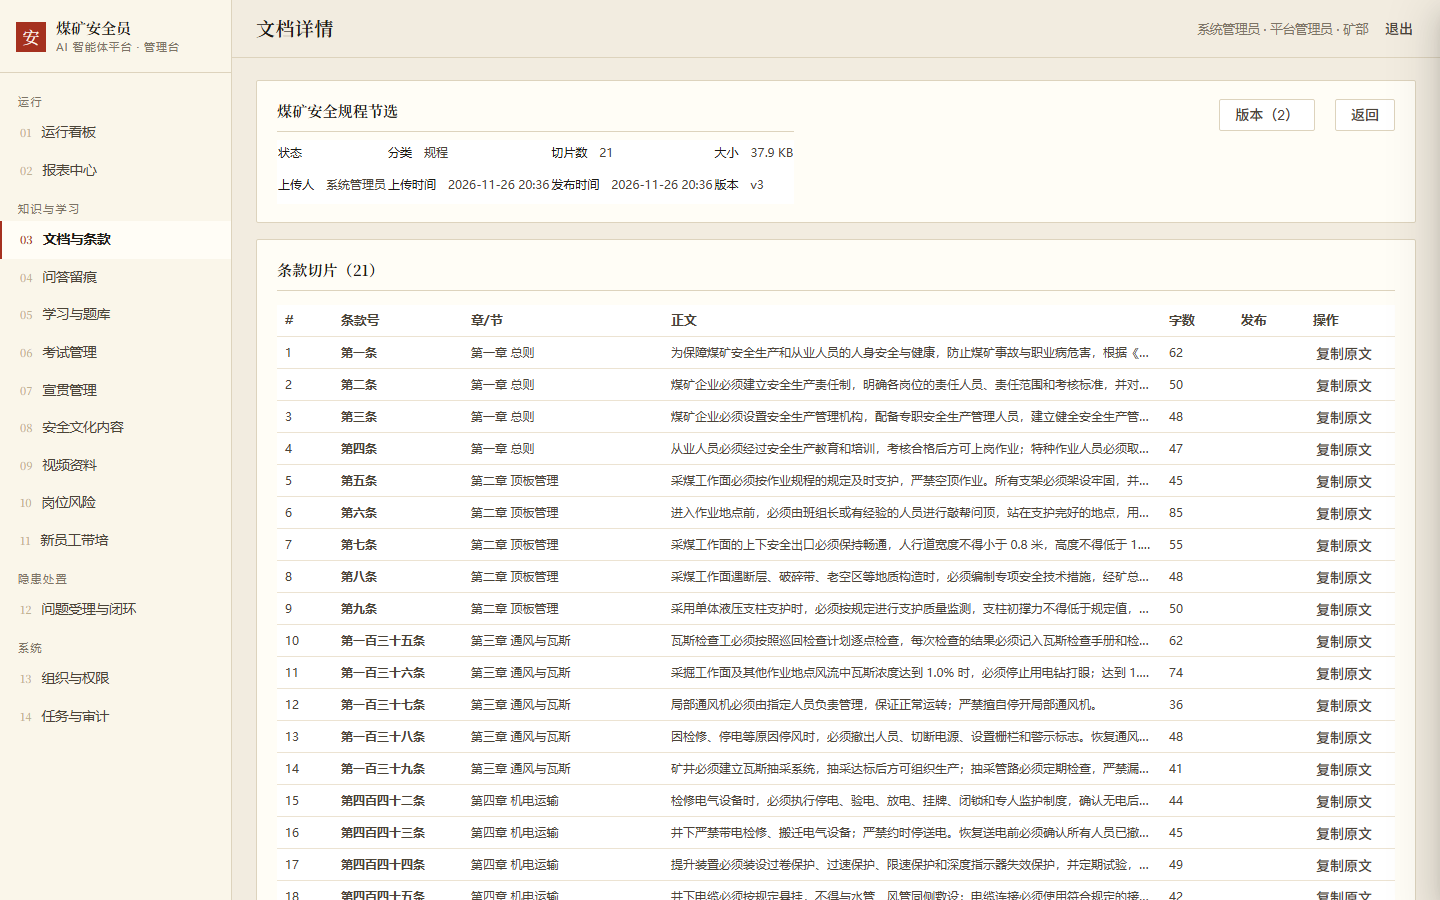 安
煤矿安全员
AI 智能体平台 · 管理台
运行
01 运行看板
02 报表中心
知识与学习
03 文档与条款
04 问答留痕
05 学习与题库
06 考试管理
07 宣贯管理
08 安全文化内容
09 视频资料
10 岗位风险
11 新员工带培
隐患处置
12 问题受理与闭环
系统
13 组织与权限
14 任务与审计
文档详情
系统管理员 · 平台管理员 · 矿部 退出
煤矿安全规程节选
版本（2） 返回
状态 分类 规程 切片数 21 大小 37.9 KB
上传人 系统管理员 上传时间 2026-11-26 20:36 发布时间 2026-11-26 20:36 版本 v3
条款切片（21）
# 条款号 章/节 正文 字数 发布 操作
1 第一条 第一章 总则 为保障煤矿安全生产和从业人员的人身安全与健康，防止煤矿事故与职业病危害，根据《... 62 复制原文
2 第二条 第一章 总则 煤矿企业必须建立安全生产责任制，明确各岗位的责任人员、责任范围和考核标准，并对... 50 复制原文
3 第三条 第一章 总则 煤矿企业必须设置安全生产管理机构，配备专职安全生产管理人员，建立健全安全生产管... 48 复制原文
4 第四条 第一章 总则 从业人员必须经过安全生产教育和培训，考核合格后方可上岗作业；特种作业人员必须取... 47 复制原文
5 第五条 第二章 顶板管理 采煤工作面必须按作业规程的规定及时支护，严禁空顶作业。所有支架必须架设牢固，并... 45 复制原文
6 第六条 第二章 顶板管理 进入作业地点前，必须由班组长或有经验的人员进行敲帮问顶，站在支护完好的地点，用... 85 复制原文
7 第七条 第二章 顶板管理 采煤工作面的上下安全出口必须保持畅通，人行道宽度不得小于 0.8 米，高度不得低于 1.... 55 复制原文
8 第八条 第二章 顶板管理 采煤工作面遇断层、破碎带、老空区等地质构造时，必须编制专项安全技术措施，经矿总... 48 复制原文
9 第九条 第二章 顶板管理 采用单体液压支柱支护时，必须按规定进行支护质量监测，支柱初撑力不得低于规定值，... 50 复制原文
10 第一百三十五条 第三章 通风与瓦斯 瓦斯检查工必须按照巡回检查计划逐点检查，每次检查的结果必须记入瓦斯检查手册和检... 62 复制原文
11 第一百三十六条 第三章 通风与瓦斯 采掘工作面及其他作业地点风流中瓦斯浓度达到 1.0% 时，必须停止用电钻打眼；达到 1.... 74 复制原文
12 第一百三十七条 第三章 通风与瓦斯 局部通风机必须由指定人员负责管理，保证正常运转；严禁擅自停开局部通风机。 36 复制原文
13 第一百三十八条 第三章 通风与瓦斯 因检修、停电等原因停风时，必须撤出人员、切断电源、设置栅栏和警示标志。恢复通风... 48 复制原文
14 第一百三十九条 第三章 通风与瓦斯 矿井必须建立瓦斯抽采系统，抽采达标后方可组织生产；抽采管路必须定期检查，严禁漏... 41 复制原文
15 第四百四十二条 第四章 机电运输 检修电气设备时，必须执行停电、验电、放电、挂牌、闭锁和专人监护制度，确认无电后... 44 复制原文
16 第四百四十三条 第四章 机电运输 井下严禁带电检修、搬迁电气设备；严禁约时停送电。恢复送电前必须确认所有人员已撤... 45 复制原文
17 第四百四十四条 第四章 机电运输 提升装置必须装设过卷保护、过速保护、限速保护和深度指示器失效保护，并定期试验，... 49 复制原文
18 第四百四十五条 第四章 机电运输 井下电缆必须按规定悬挂，不得与水管、风管同侧敷设；电缆连接必须使用符合规定的接... 42 复制原文